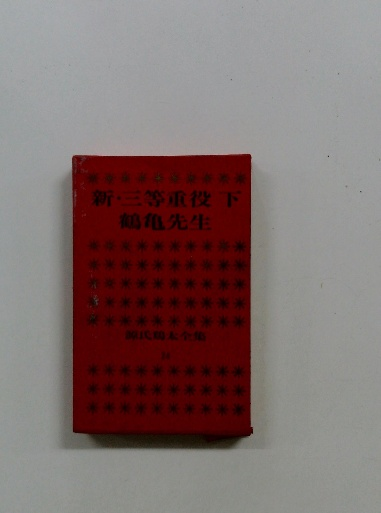 新・三等重役 下
鶴亀先生
源氏鶏太全集